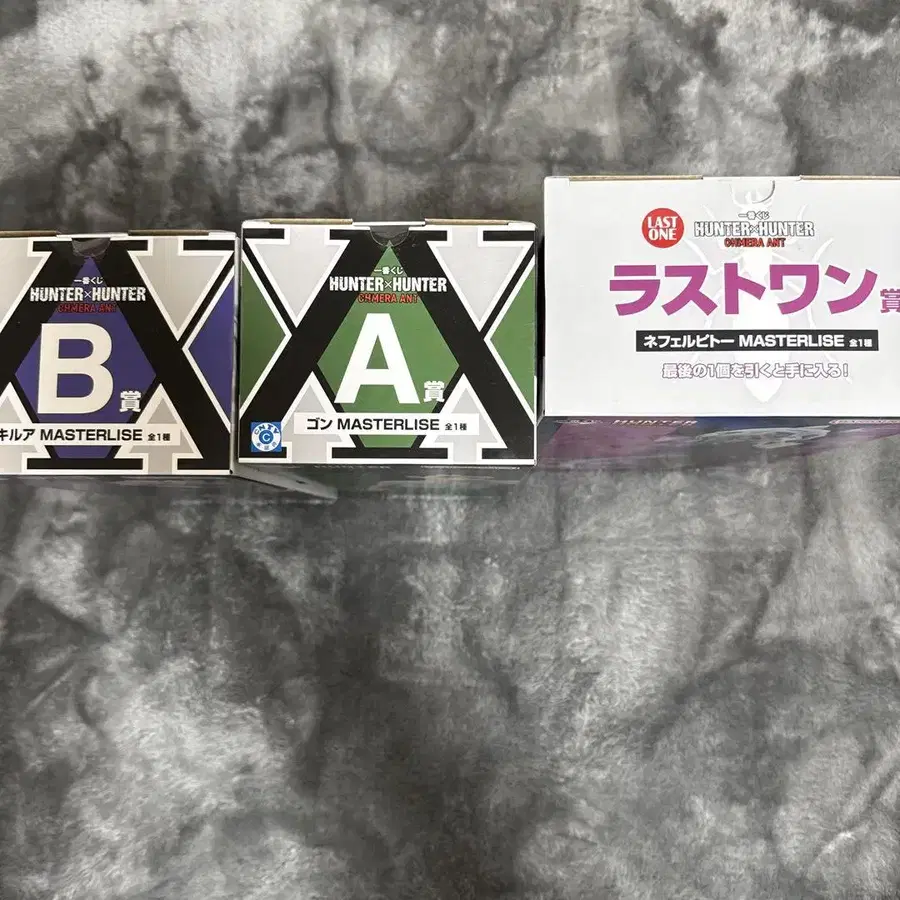 一番くじ
HUNTER×HUNTER
CHIMERA ANT
B賞
キルア MASTERLISE 全1種
一番くじ
HUNTER×HUNTER
CHIMERA ANT
A賞
ゴン MASTERLISE 全1種
LAST
ONE
一番くじ
HUNTER×HUNTER
CHIMERA ANT
ラストワン賞
ネフェルピトー MASTERLISE 全1種
最後の1個を引くと手に入る!
HUNTER